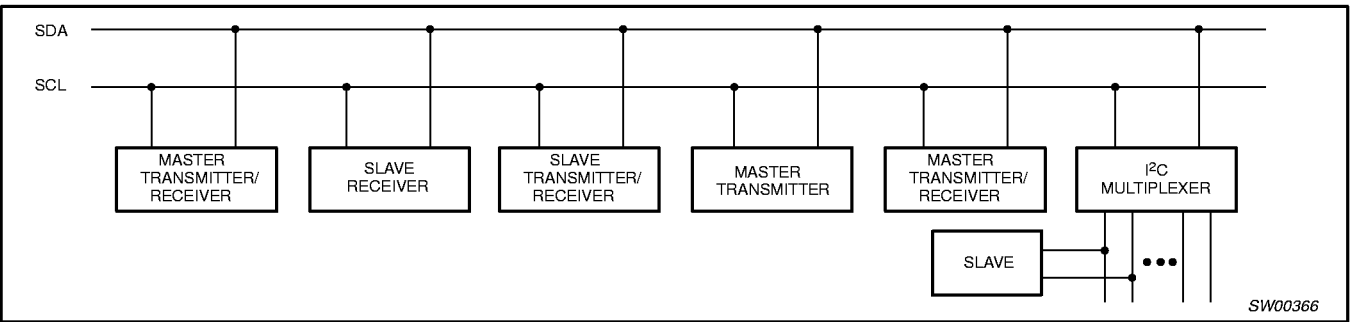 SDA
SCL
MASTER
TRANSMITTER/
RECEIVER
SLAVE
RECEIVER
SLAVE
TRANSMITTER/
RECEIVER
MASTER
TRANSMITTER
MASTER
TRANSMITTER/
RECEIVER
I²C
MULTIPLEXER
SLAVE
SW00366